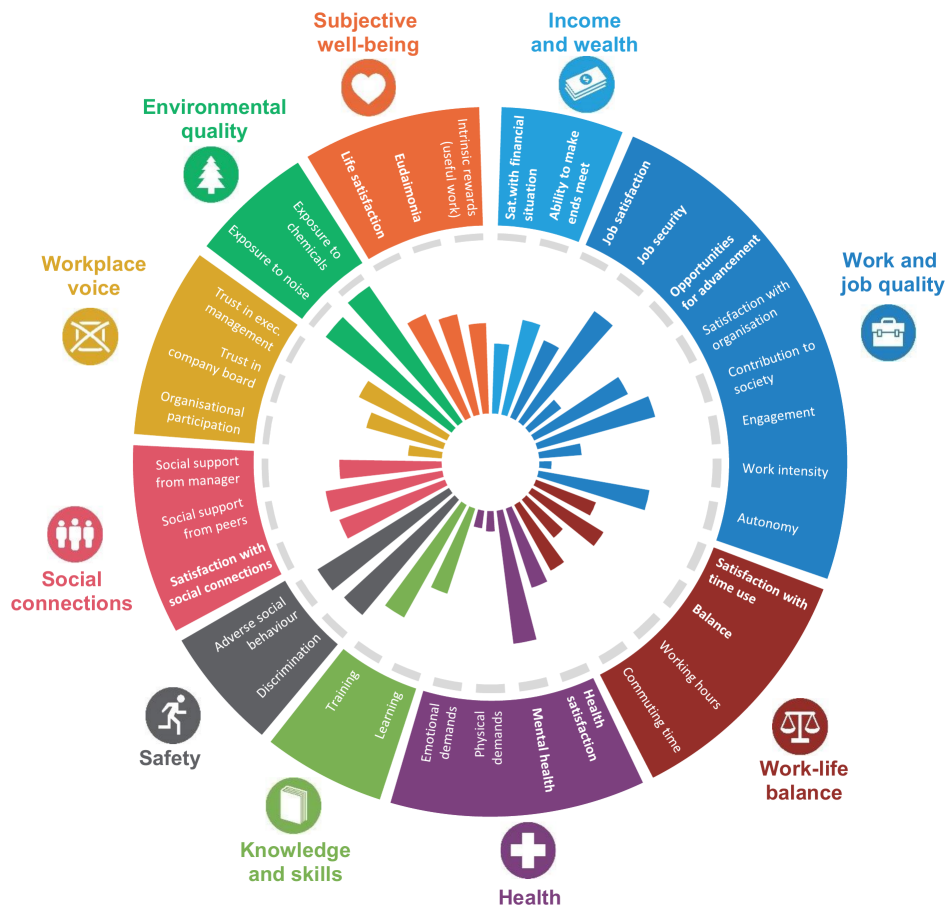 Subjective
well-being
Income
and wealth
Environmental
quality
Workplace
voice
Work and
job quality
Social
connections
Safety
Knowledge
and skills
Health
Work-life
balance
Sat.with financial
situation
Ability to make
ends meet
Job satisfaction
Job security
Opportunities
for advancement
Satisfaction with
organisation
Contribution to
society
Engagement
Work intensity
Autonomy
Satisfaction with
time use
Balance
Working hours
Commuting time
Health
satisfaction
Mental health
Physical
demands
Emotional
demands
Learning
Training
Discrimination
Adverse social
behaviour
Satisfaction with
social connections
Social support
from peers
Social support
from manager
Organisational
participation
Trust in
company board
Trust in exec.
management
Exposure to noise
Exposure to
chemicals
Life satisfaction
Eudaimonia
Intrinsic rewards
(useful work)
$